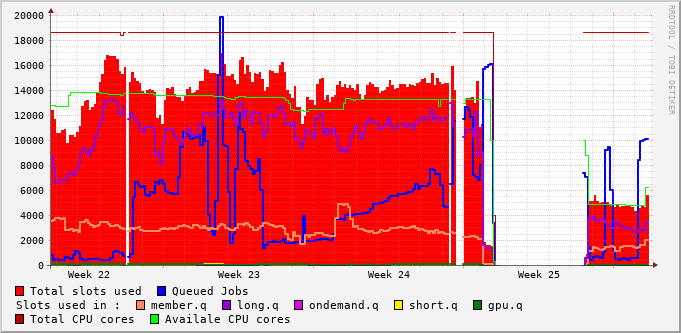 20000
18000
16000
14000
12000
10000
8000
6000
4000
2000
0
Week 22 Week 23 Week 24 Week 25
Total slots used Queued Jobs
Slots used in : member.q long.q ondemand.q short.q gpu.q
Total CPU cores Availale CPU cores
RRDTOOL / TOBI OETIKER